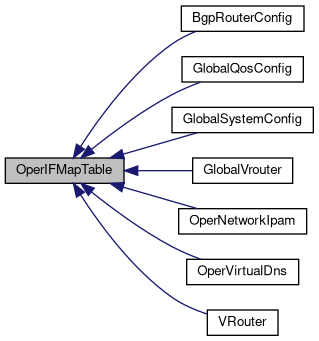 BgpRouterConfig
GlobalQosConfig
GlobalSystemConfig
OperIFMapTable
GlobalVrouter
OperNetworkIpam
OperVirtualDns
VRouter